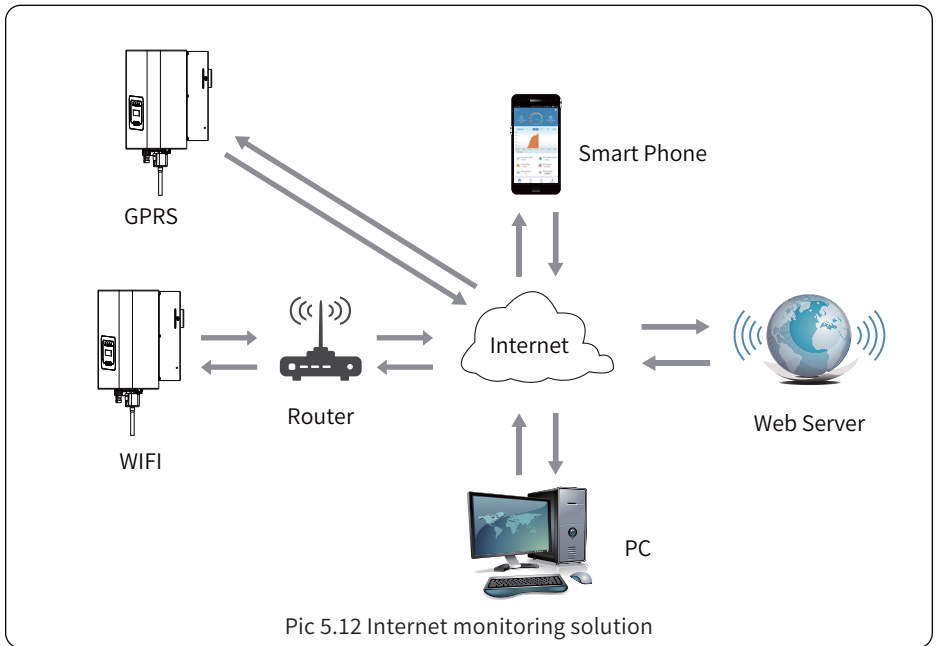 Smart Phone
GPRS
Internet
Router
Web Server
WIFI
PC
Pic 5.12 Internet monitoring solution